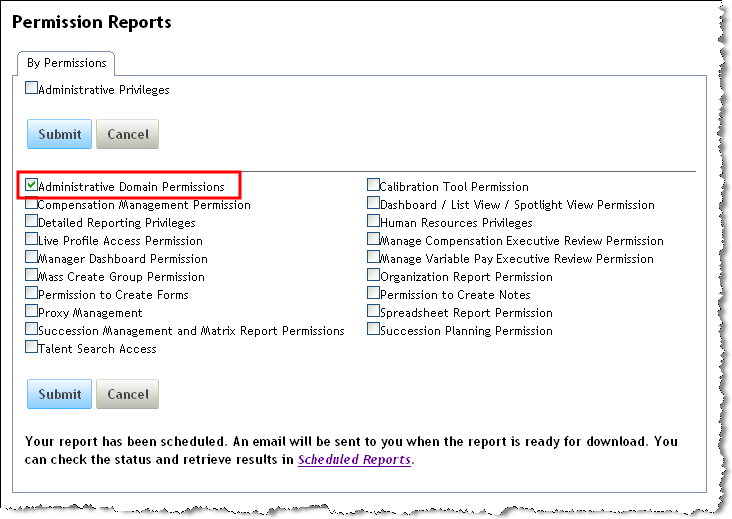 Permission Reports
By Permissions
Administrative Privileges
Submit Cancel
Administrative Domain Permissions Calibration Tool Permission
Compensation Management Permission Dashboard / List View / Spotlight View Permission
Detailed Reporting Privileges Human Resources Privileges
Live Profile Access Permission Manage Compensation Executive Review Permission
Manager Dashboard Permission Manage Variable Pay Executive Review Permission
Mass Create Group Permission Organization Report Permission
Permission to Create Forms Permission to Create Notes
Proxy Management Spreadsheet Report Permission
Succession Management and Matrix Report Permissions Succession Planning Permission
Talent Search Access
Submit Cancel
Your report has been scheduled. An email will be sent to you when the report is ready for download. You
can check the status and retrieve results in Scheduled Reports.